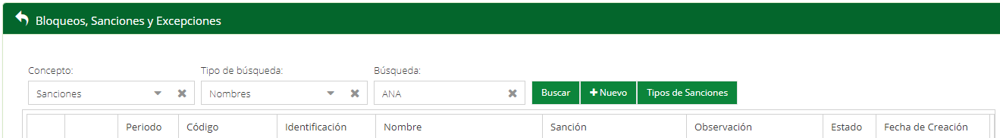 Bloqueos, Sanciones y Excepciones
Concepto: Tipo de búsqueda: Búsqueda:
Sanciones Nombres ANA Buscar Nuevo Tipos de Sanciones
Periodo Código Identificación Nombre Sanción Observación Estado Fecha de Creación